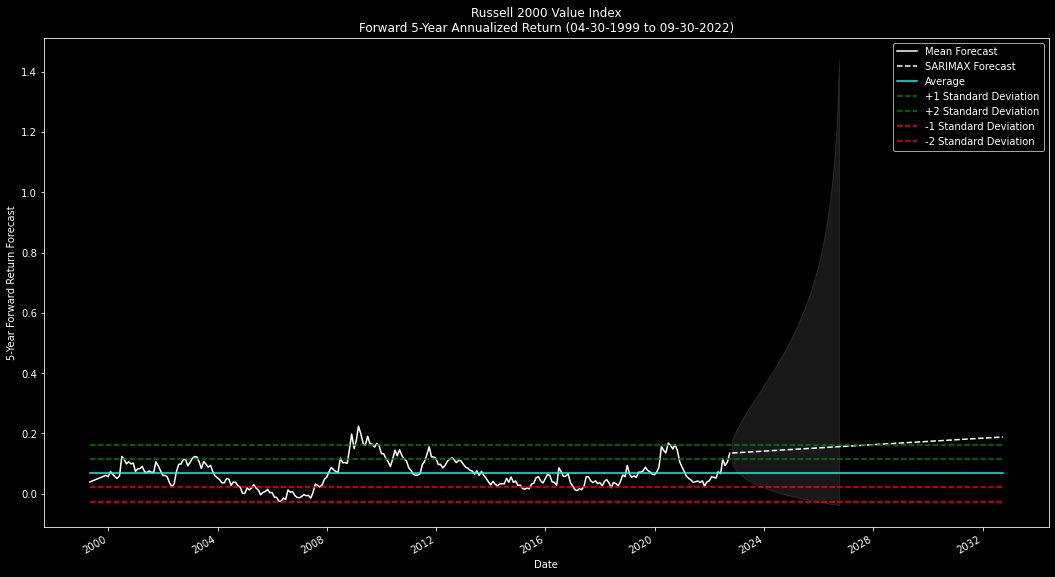 Russell 2000 Value Index
Forward 5-Year Annualized Return (04-30-1999 to 09-30-2022)
Mean Forecast
SARIMAX Forecast
Average
+1 Standard Deviation
+2 Standard Deviation
-1 Standard Deviation
-2 Standard Deviation
5-Year Forward Return Forecast
1.4
1.2
1.0
0.8
0.6
0.4
0.2
0.0
2000
2004
2008
2012
2016
2020
2024
2028
2032
Date